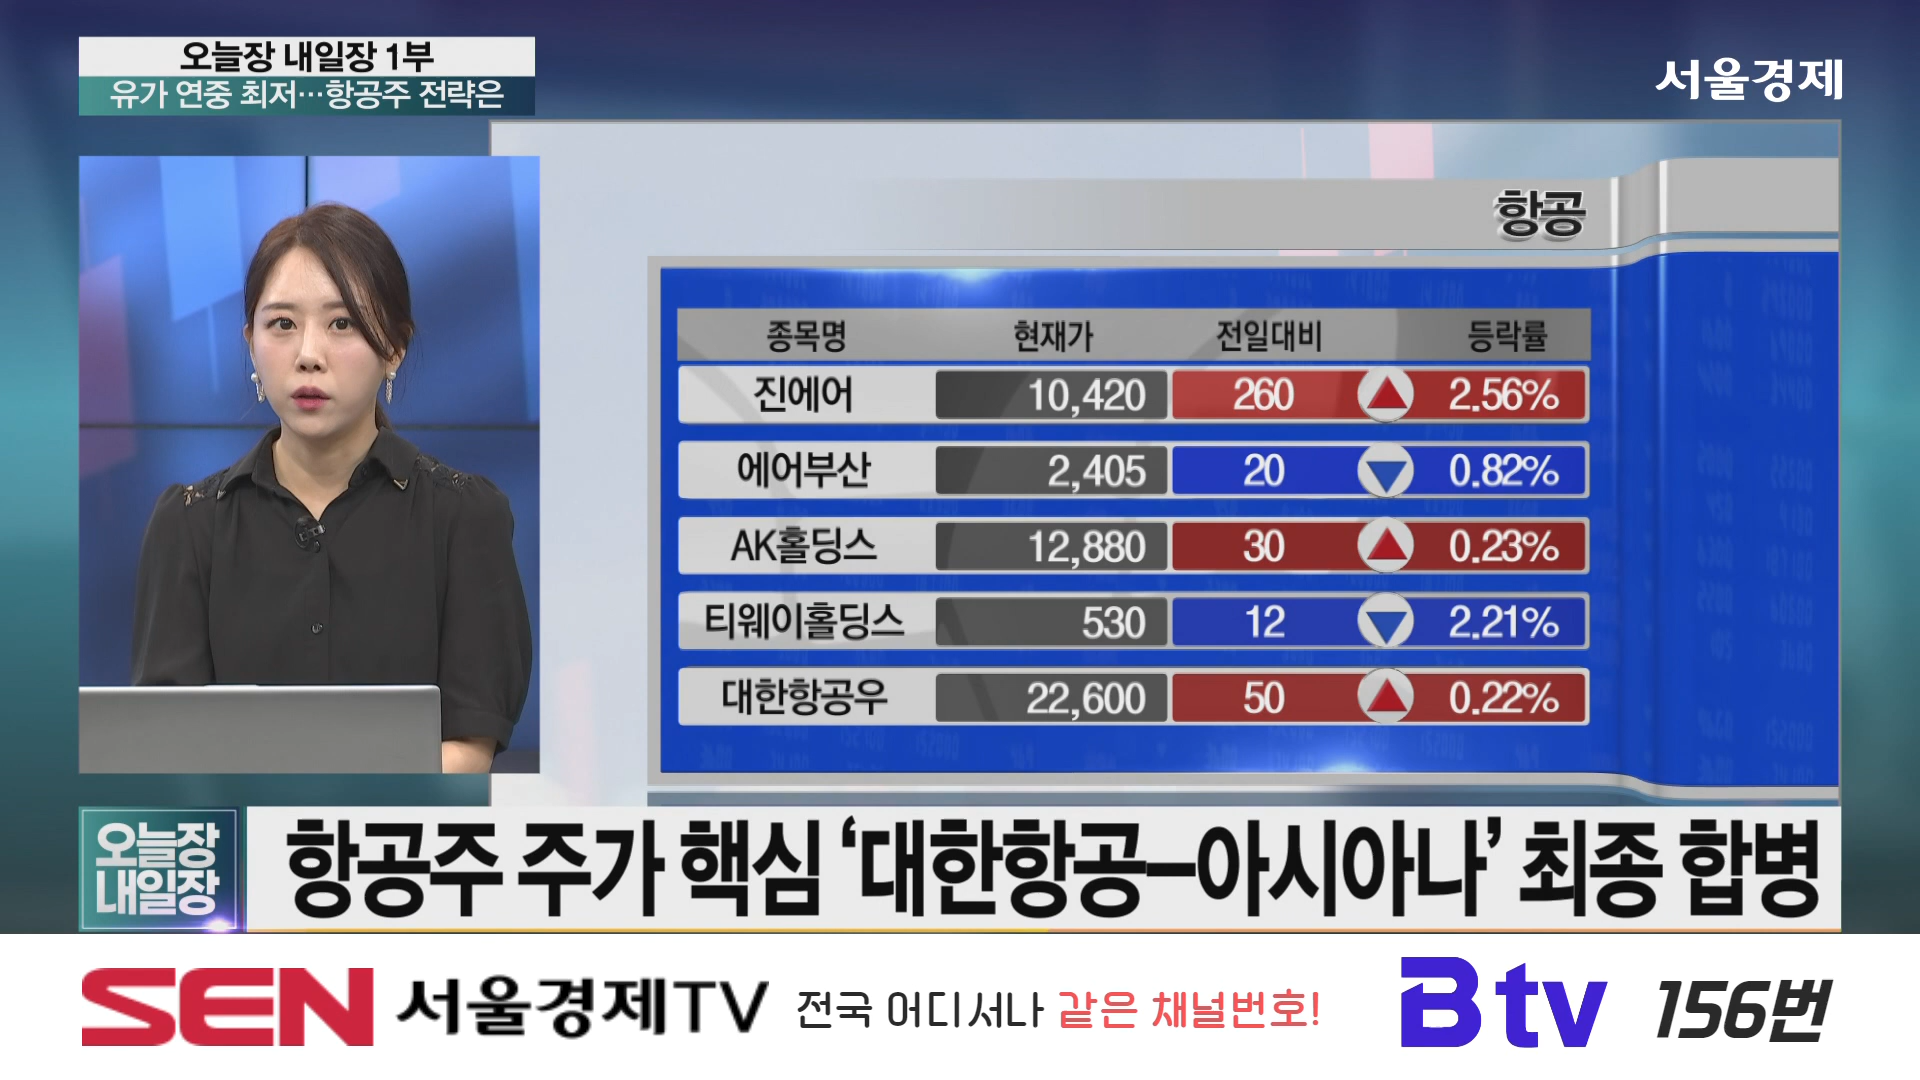 오늘장 내일장 1부
유가 연중 최저…항공주 전략은
서울경제
항공
종목명 현재가 전일대비 등락률
진에어 10,420 260 ▲ 2.56%
에어부산 2,405 20 ▼ 0.82%
AK홀딩스 12,880 30 ▲ 0.23%
티웨이홀딩스 530 12 ▼ 2.21%
대한항공우 22,600 50 ▲ 0.22%
오늘장
내일장
항공주 주가 핵심 ‘대한항공–아시아나’ 최종 합병
SEN 서울경제TV 전국 어디서나 같은 채널번호! B tv 156번